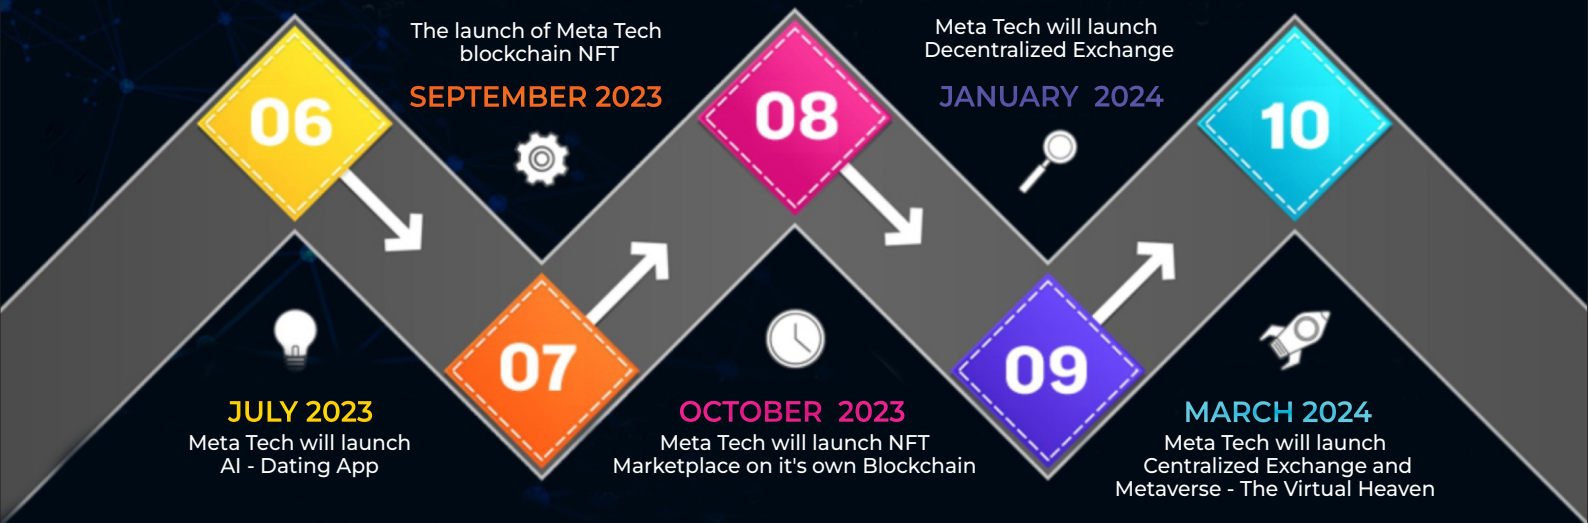 06
JULY 2023
Meta Tech will launch
AI - Dating App
The launch of Meta Tech
blockchain NFT
SEPTEMBER 2023
07
08
OCTOBER 2023
Meta Tech will launch NFT
Marketplace on it's own Blockchain
Meta Tech will launch
Decentralized Exchange
JANUARY 2024
09
10
MARCH 2024
Meta Tech will launch
Centralized Exchange and
Metaverse - The Virtual Heaven